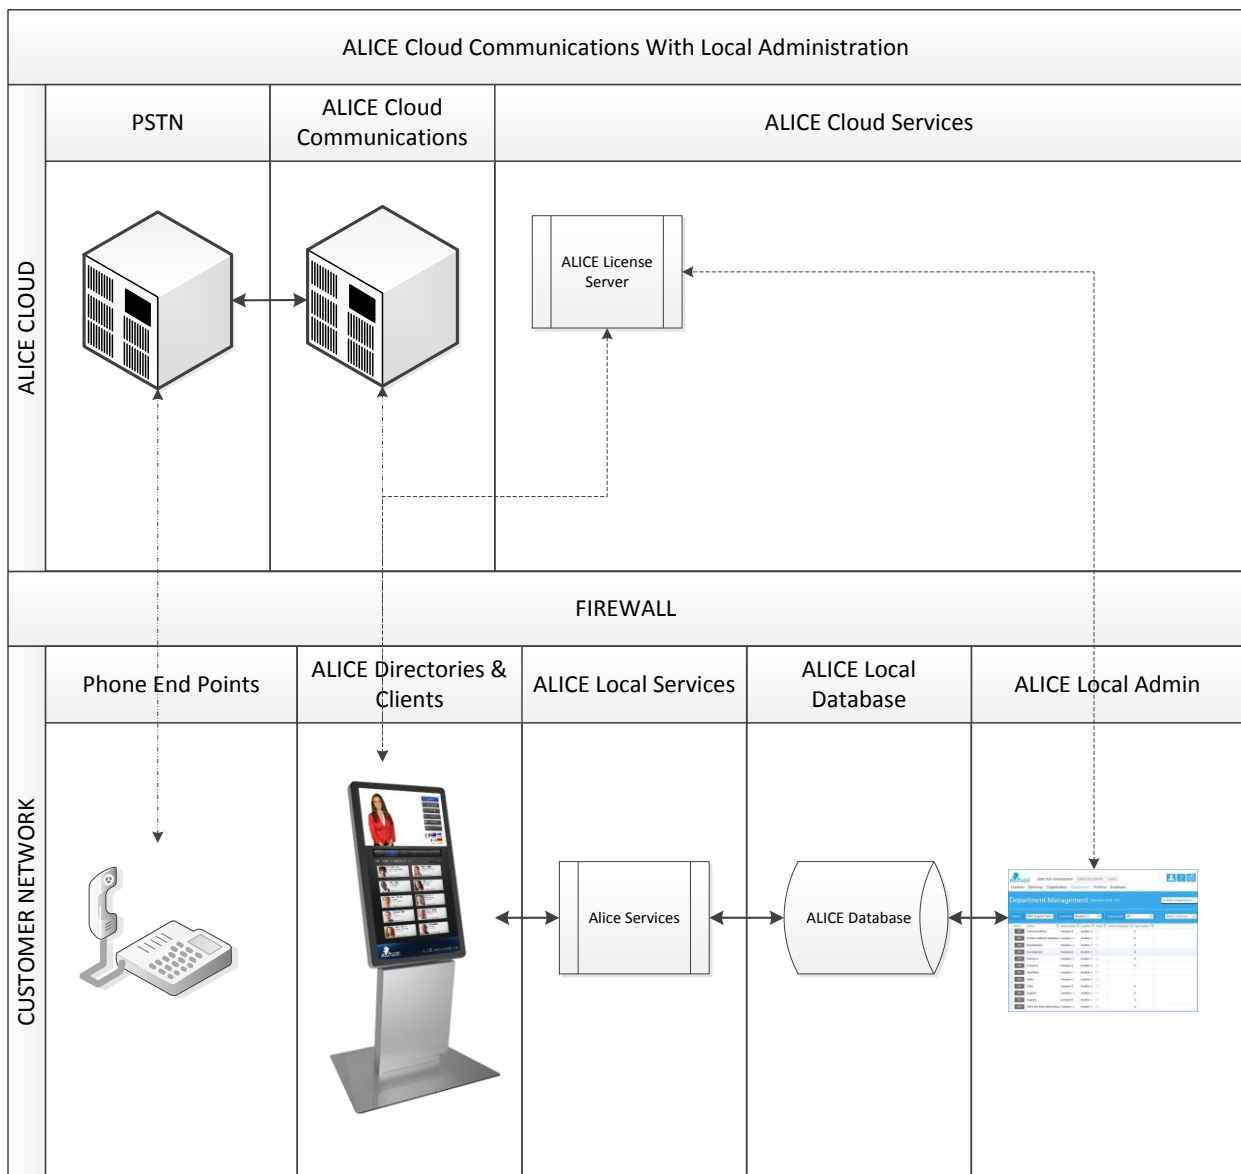 ALICE Cloud Communications With Local Administration
ALICE CLOUD
PSTN
ALICE Cloud
Communications
ALICE Cloud Services
ALICE License
Server
FIREWALL
CUSTOMER NETWORK
Phone End Points
ALICE Directories &
Clients
ALICE Local Services
ALICE Local
Database
ALICE Local Admin
Alice Services
ALICE Database
Department Management